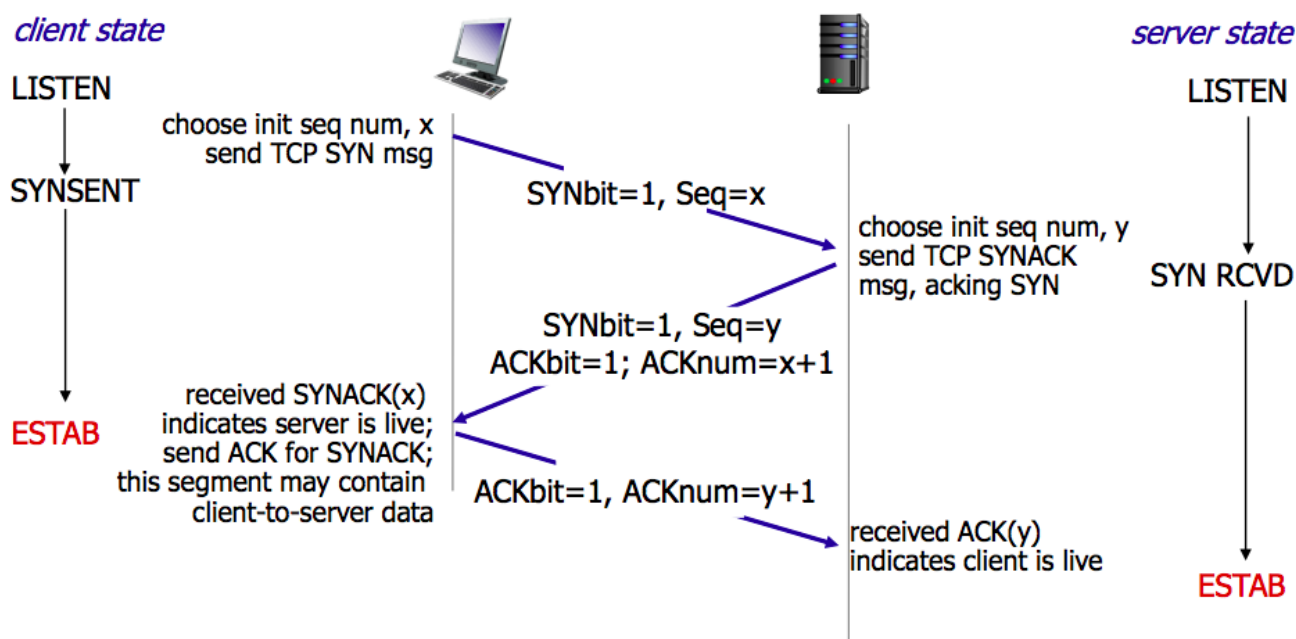 client state
server state
LISTEN
LISTEN
choose init seq num, x
send TCP SYN msg
SYNSENT
SYNbit=1, Seq=x
choose init seq num, y
send TCP SYNACK
msg, acking SYN
SYN RCVD
SYNbit=1, Seq=y
ACKbit=1; ACKnum=x+1
received SYNACK(x)
indicates server is live;
send ACK for SYNACK;
this segment may contain
client-to-server data
ESTAB
ACKbit=1, ACKnum=y+1
received ACK(y)
indicates client is live
ESTAB